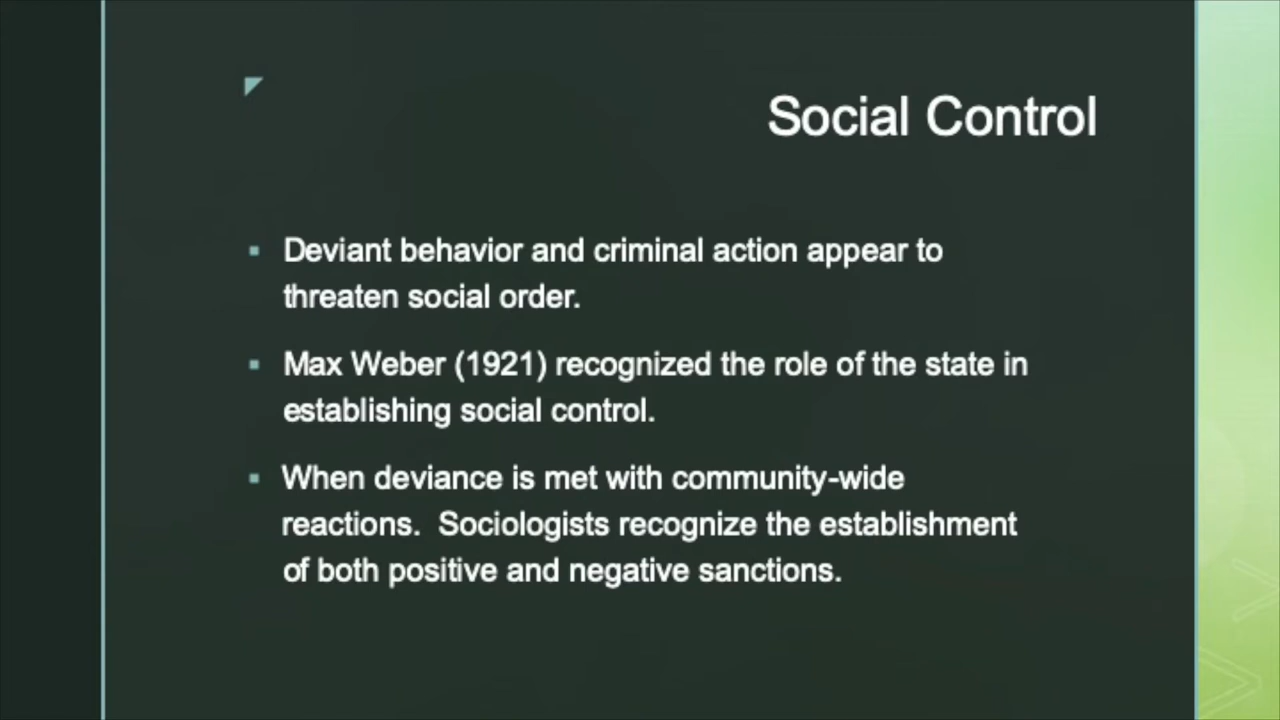 Social Control
Deviant behavior and criminal action appear to
threaten social order.
Max Weber (1921) recognized the role of the state in
establishing social control.
When deviance is met with community-wide
reactions.  Sociologists recognize the establishment
of both positive and negative sanctions.